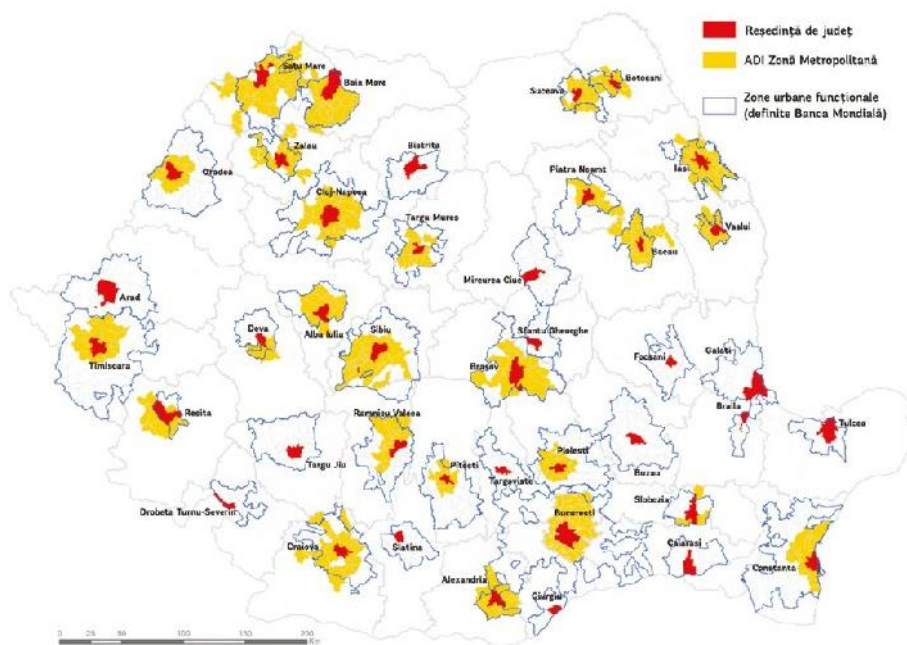 Reședință de județ
ADI Zonă Metropolitană
Zone urbane funcționale
(definite Banca Mondială)
Satu Mare
Baia Mare
Suceava
Botosani
Zalau
Bistrita
Oradea
Piatra Neamt
Iasi
Cluj-Napoca
Targu Mures
Vaslui
Bacau
Miercurea Ciuc
Arad
Deva
Alba Iulia
Sibiu
Sfantu Gheorghe
Timisoara
Brasov
Focsani
Galati
Resita
Ramnicu Valcea
Braila
Tulcea
Targu Jiu
Pitesti
Targoviste
Ploiesti
Buzau
Drobeta Turnu-Severin
Slobozia
Bucuresti
Craiova
Slatina
Calarasi
Constanta
Alexandria
Giurgiu
0 25 50 100 150 200
Km